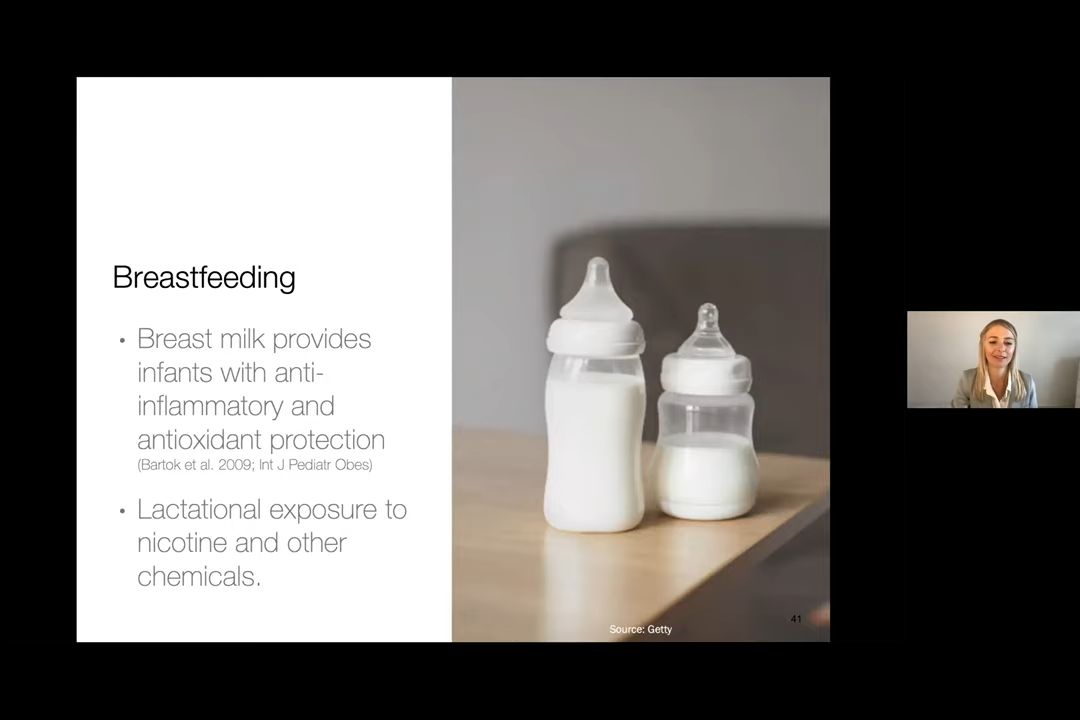 Breastfeeding
• Breast milk provides
infants with anti-
inflammatory and
antioxidant protection
(Bartok et al. 2009; Int J Pediatr Obes)
• Lactational exposure to
nicotine and other
chemicals.
41
Source: Getty